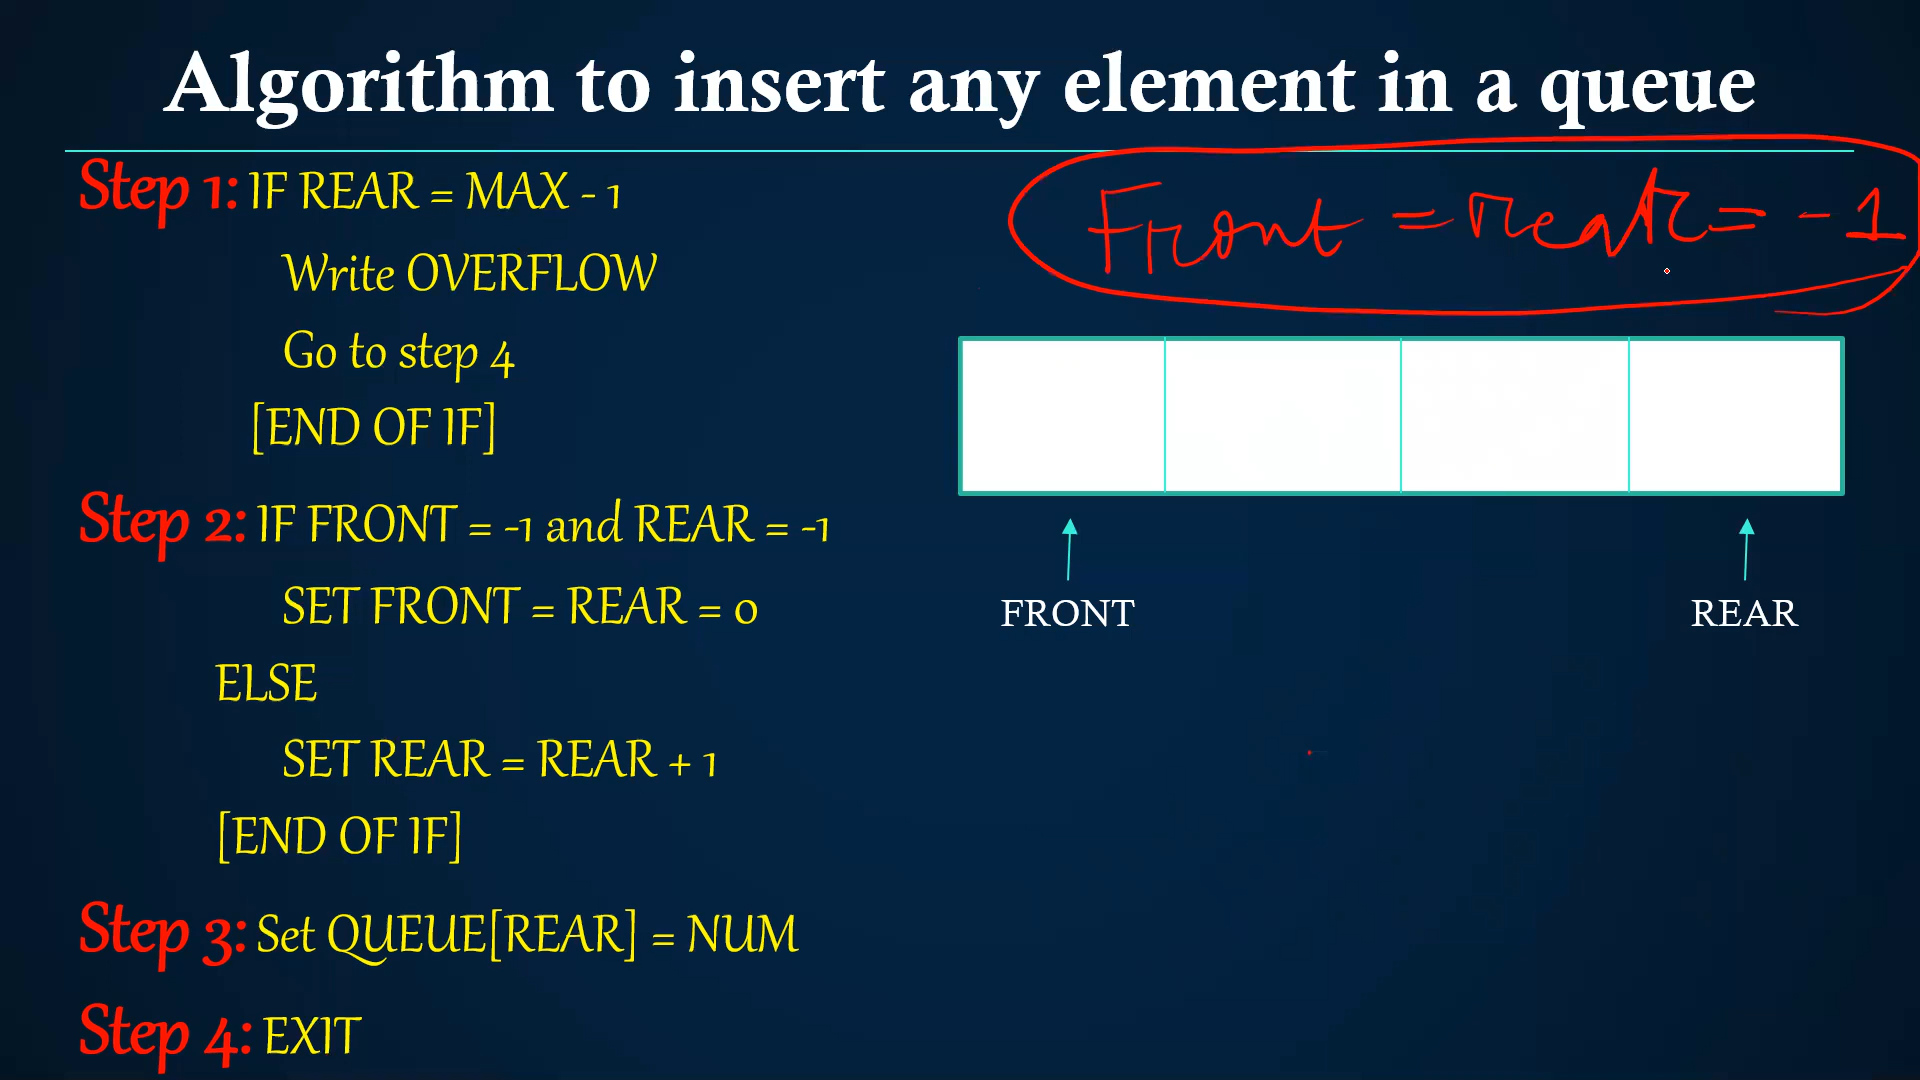 Algorithm to insert any element in a queue
Step 1: IF REAR = MAX - 1
Write OVERFLOW
Go to step 4
[END OF IF]
Step 2: IF FRONT = -1 and REAR = -1
SET FRONT = REAR = 0
ELSE
SET REAR = REAR + 1
[END OF IF]
Step 3: Set QUEUE[REAR] = NUM
Step 4: EXIT
Front = rear = -1
FRONT
REAR